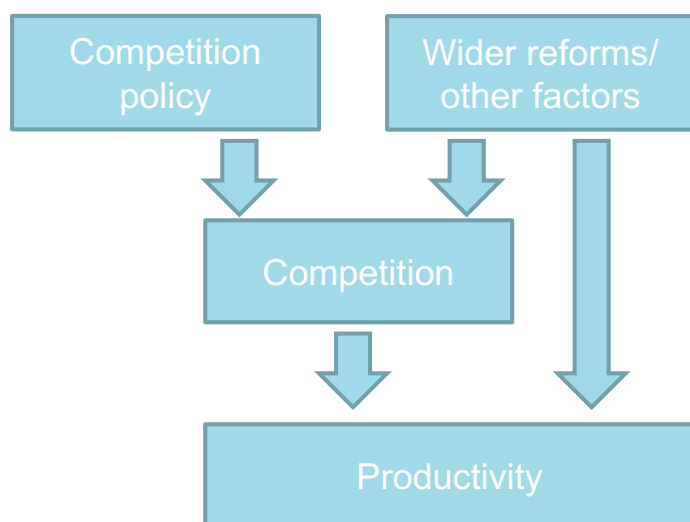 Competition
policy
Wider reforms/
other factors
Competition
Productivity